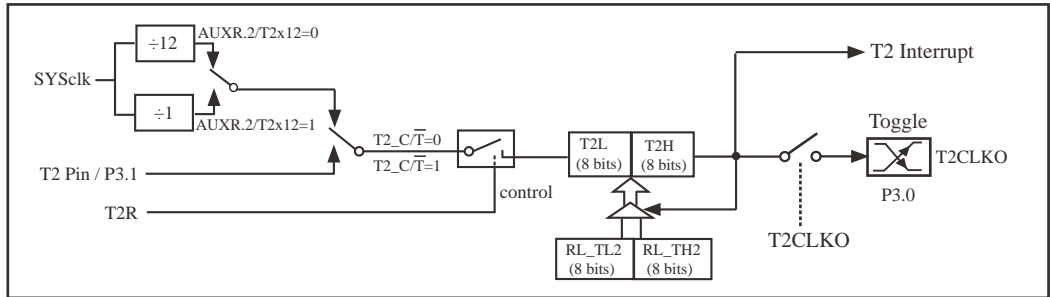 ÷12
AUXR.2/T2x12=0
SYSclk
÷1
AUXR.2/T2x12=1
T2 Pin / P3.1
T2_C/T̅=0
T2_C/T̅=1
T2R
control
T2L
(8 bits)
T2H
(8 bits)
RL_TL2
(8 bits)
RL_TH2
(8 bits)
T2 Interrupt
Toggle
T2CLKO
P3.0
T2CLKO